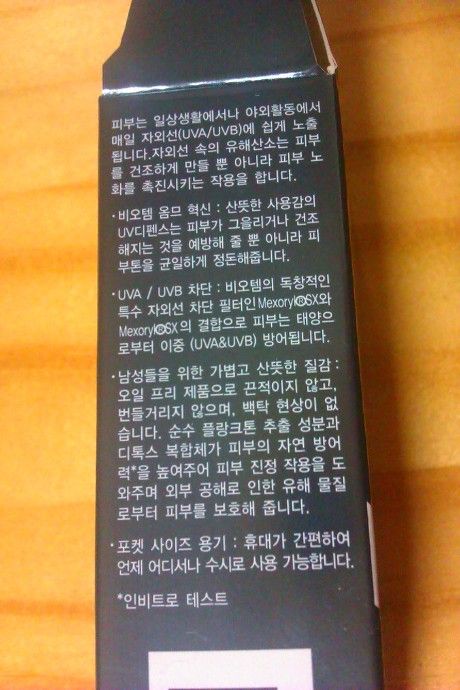 피부는 일상생활에서나 야외활동에서
매일 자외선(UVA/UVB)에 쉽게 노출
됩니다.자외선 속의 유해산소는 피부
를 건조하게 만들 뿐 아니라 피부 노
화를 촉진시키는 작용을 합니다.
·비오템 옴므 혁신 : 산뜻한 사용감의
UV디펜스는 피부가 그을리거나 건조
해지는 것을 예방해 줄 뿐 아니라 피
부톤을 균일하게 정돈해줍니다.
·UVA / UVB 차단 : 비오템의 독창적인
특수 자외선 차단 필터인 Mexoryl®SX와
Mexoryl®SX의 결합으로 피부는 태양으
로부터 이중 (UVA&UVB) 방어됩니다.
·남성들을 위한 가볍고 산뜻한 질감 :
오일 프리 제품으로 끈적이지 않고,
번들거리지 않으며, 백탁 현상이 없
습니다. 순수 플랑크톤 추출 성분과
디톡스 복합체가 피부의 자연 방어
력*을 높여주어 피부 진정 작용을 도
와주며 외부 공해로 인한 유해 물질
로부터 피부를 보호해 줍니다.
·포켓 사이즈 용기 : 휴대가 간편하여
언제 어디서나 수시로 사용 가능합니다.
*인비트로 테스트